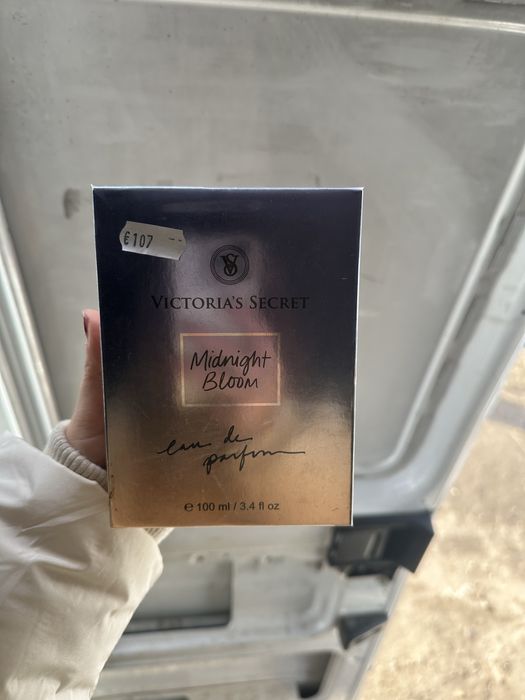 €107 --
VS
VICTORIA'S SECRET
Midnight
Bloom
eau de
parfum
e 100 ml / 3.4 fl oz